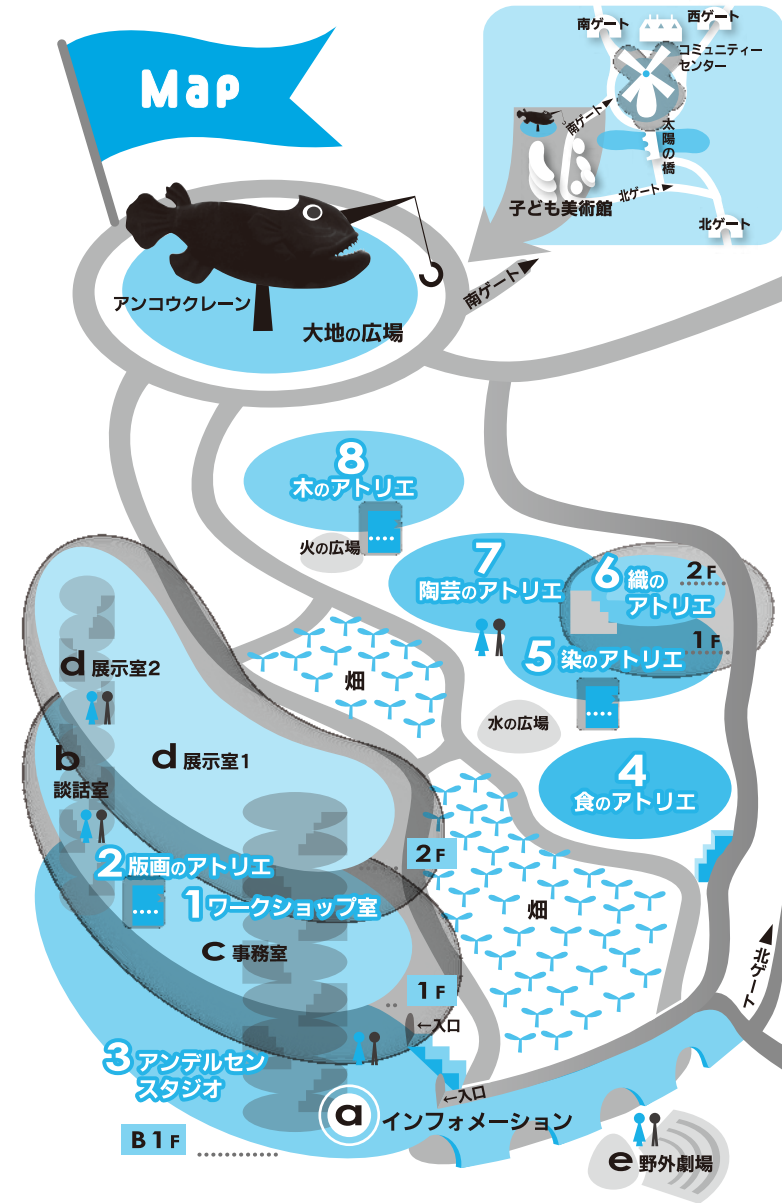 Map
南ゲート
西ゲート
コミュニティー
センター
南ゲート
太陽の橋
子ども美術館
北ゲート
北ゲート
アンコウクレーン
大地の広場
南ゲート
8
木のアトリエ
火の広場
7
陶芸のアトリエ
6 織の
アトリエ
2F
1F
5 染のアトリエ
畑
水の広場
4
食のアトリエ
d 展示室2
d 展示室1
b
談話室
2F
2 版画のアトリエ
1 ワークショップ室
畑
c 事務室
1F
←入口
北ゲート
3 アンデルセン
スタジオ
←入口
a インフォメーション
B1F
e 野外劇場